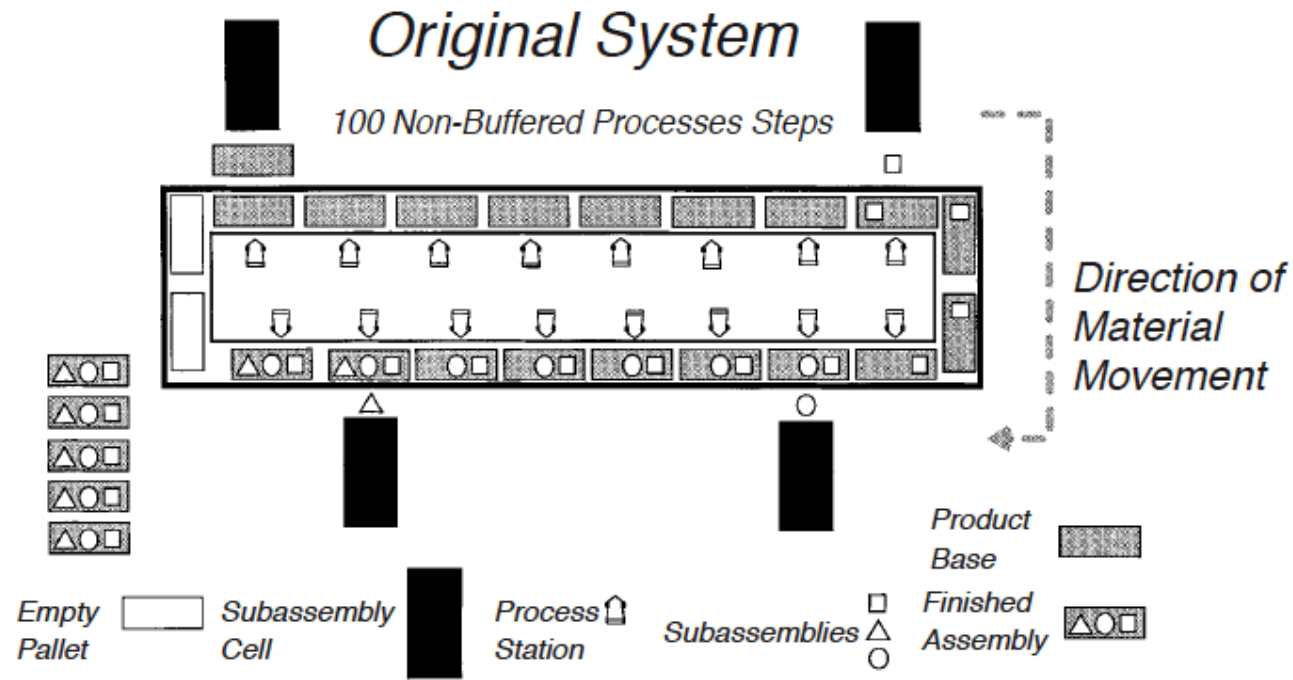 Original System
100 Non-Buffered Processes Steps
Direction of
Material
Movement
Product
Base
Empty
Pallet
Subassembly
Cell
Process
Station
Subassemblies
Finished
Assembly